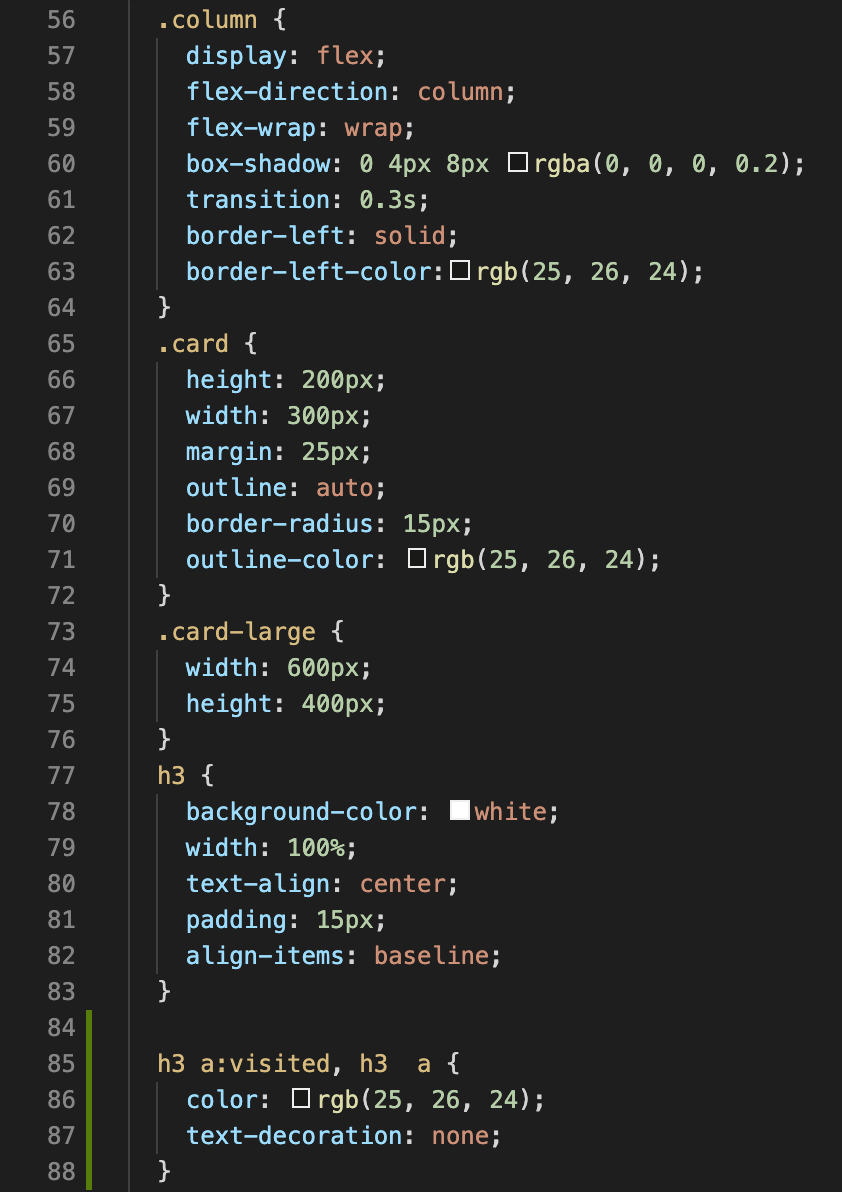 56 .column {
57 display: flex;
58 flex-direction: column;
59 flex-wrap: wrap;
60 box-shadow: 0 4px 8px rgba(0, 0, 0, 0.2);
61 transition: 0.3s;
62 border-left: solid;
63 border-left-color: rgb(25, 26, 24);
64 }
65 .card {
66 height: 200px;
67 width: 300px;
68 margin: 25px;
69 outline: auto;
70 border-radius: 15px;
71 outline-color: rgb(25, 26, 24);
72 }
73 .card-large {
74 width: 600px;
75 height: 400px;
76 }
77 h3 {
78 background-color: white;
79 width: 100%;
80 text-align: center;
81 padding: 15px;
82 align-items: baseline;
83 }
84
85 h3 a:visited, h3  a {
86 color: rgb(25, 26, 24);
87 text-decoration: none;
88 }